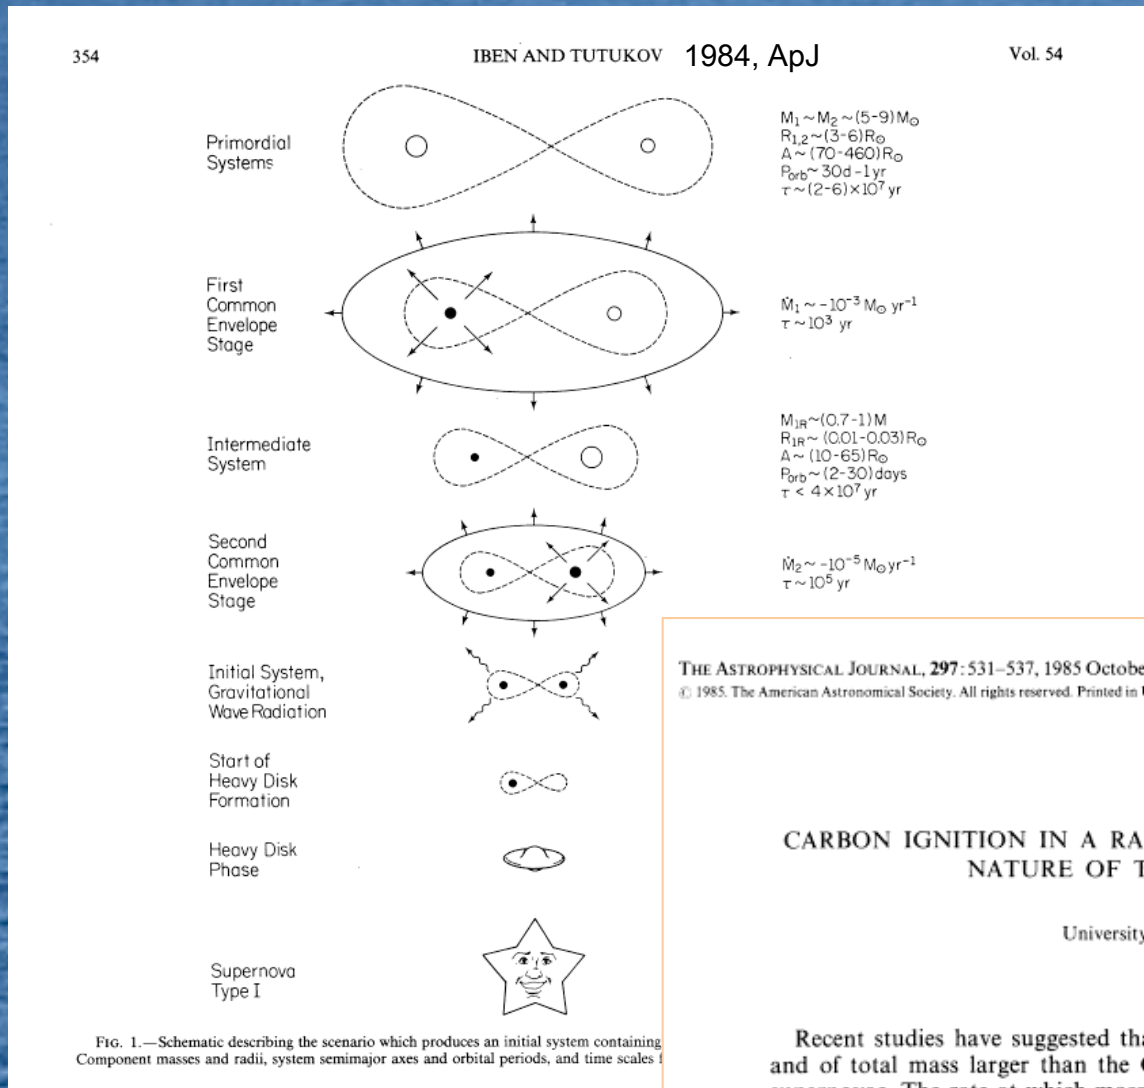 354
IBEN AND TUTUKOV 1984, ApJ
Vol. 54
Primordial
Systems
M₁~M₂~(5-9)M⊙
R₁,₂~(3-6)R⊙
A~(70-460)R⊙
Porb~30d-1yr
τ~(2-6)×10⁷ yr
First
Common
Envelope
Stage
Ṁ₁~-10⁻³ M⊙ yr⁻¹
τ~10³ yr
Intermediate
System
M1R~(0.7-1)M
R1R~(0.01-0.03)R⊙
A~(10-65)R⊙
Porb~(2-30)days
τ < 4×10⁷yr
Second
Common
Envelope
Stage
Ṁ₂~-10⁻⁵M⊙yr⁻¹
τ~10⁵ yr
Initial System,
Gravitational
Wave Radiation
Start of
Heavy Disk
Formation
Heavy Disk
Phase
Supernova
Type I
FIG. 1.—Schematic describing the scenario which produces an initial system containing
Component masses and radii, system semimajor axes and orbital periods, and time scales
THE ASTROPHYSICAL JOURNAL, 297:531–537, 1985 Octobe
© 1985. The American Astronomical Society. All rights reserved. Printed in
CARBON IGNITION IN A RA
NATURE OF T
University
Recent studies have suggested tha
and of total mass larger than the